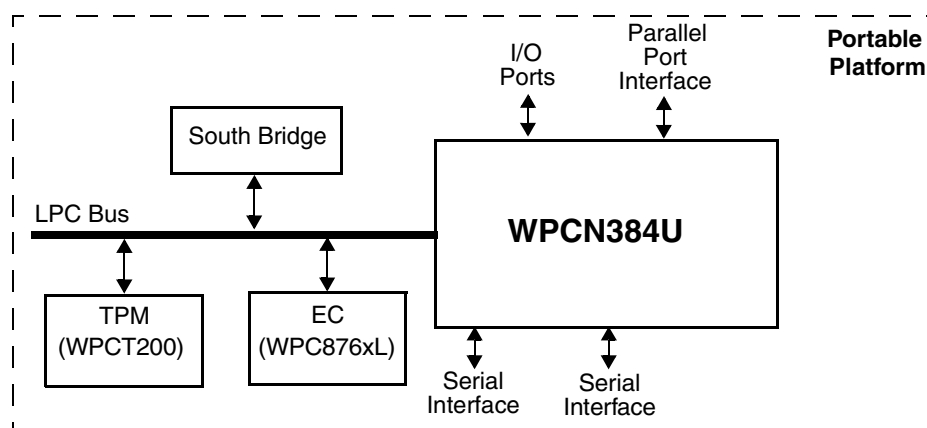 Portable
Platform
I/O
Ports
Parallel
Port
Interface
South Bridge
LPC Bus
WPCN384U
TPM
(WPCT200)
EC
(WPC876xL)
Serial
Interface
Serial
Interface